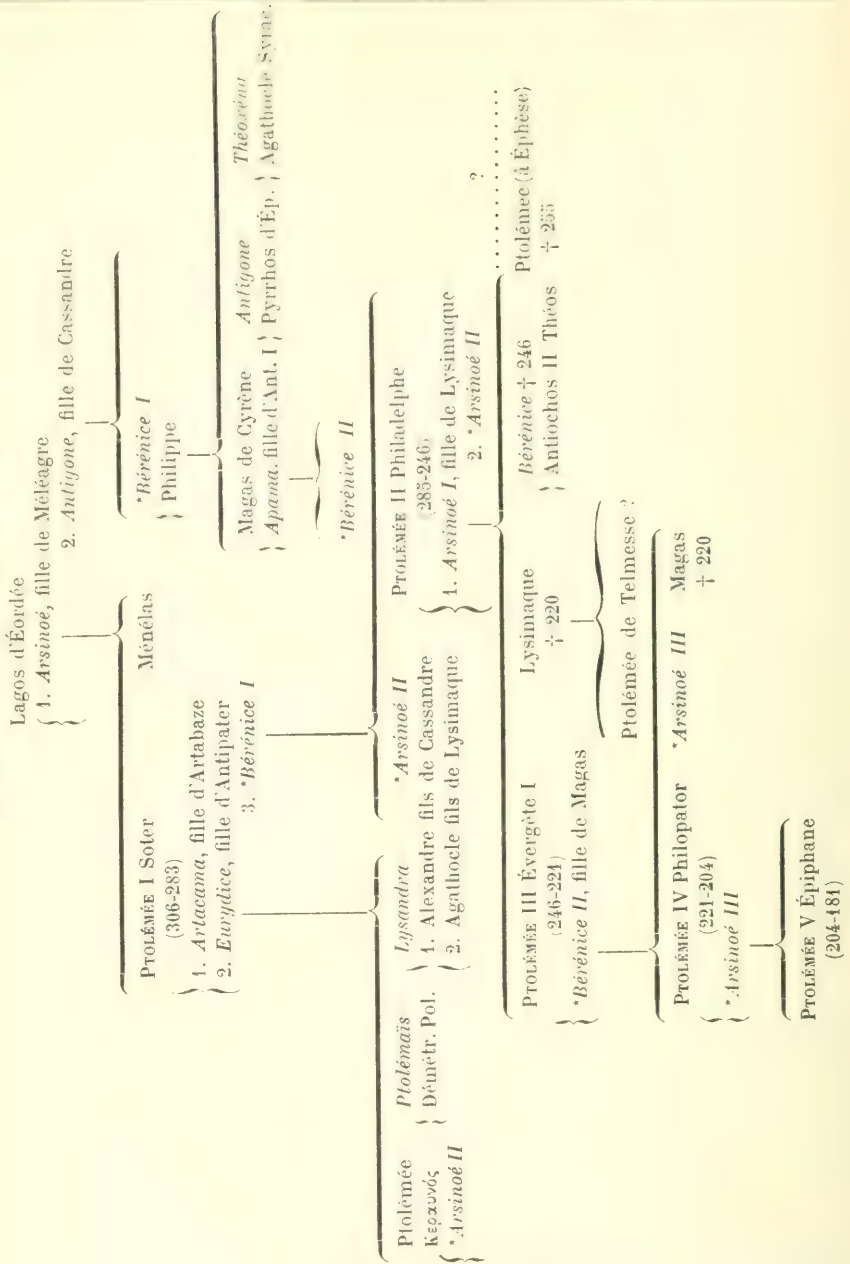 Lagos d'Éordée
1. Arsinoé, fille de Méléagre
2. Antigone, fille de Cassandre
PTOLÉMÉE I Soter
(306-283)
1. Artacama, fille d'Artabaze
2. Eurydice, fille d'Antipater
3. *Bérénice I
Ménélas
*Bérénice I
Philippe
Magas de Cyrène
Apama, fille d'Ant. I
Antigone
Pyrrhos d'Ép.
Théoxéna
Agathocle Syrac.
*Bérénice II
Ptolémée
Κεραυνός
*Arsinoé II
Ptolémaïs
Démétr. Pol.
Lysandra
1. Alexandre fils de Cassandre
2. Agathocle fils de Lysimaque
*Arsinoé II
PTOLÉMÉE II Philadelphe
(285-246)
1. Arsinoé I, fille de Lysimaque
2. *Arsinoé II
?
PTOLÉMÉE III Évergète I
(246-221)
*Bérénice II, fille de Magas
Lysimaque
† 220
Bérénice † 246
Antiochos II Théos
Ptolémée (à Éphèse)
† 255
Ptolémée de Telmesse ?
PTOLÉMÉE IV Philopator
(221-204)
*Arsinoé III
*Arsinoé III
Magas
† 220
PTOLÉMÉE V Épiphane
(204-181)